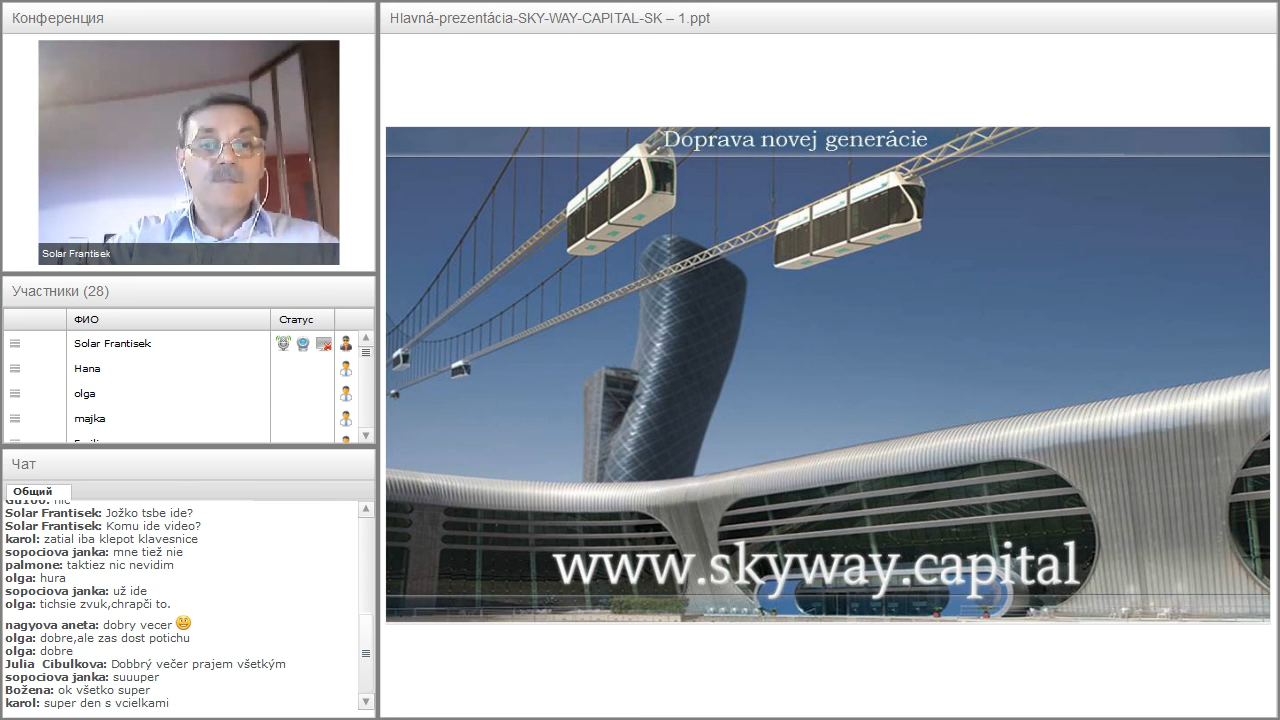 Конференция
Solar Frantisek
Участники (28)
ФИО
Статус
Solar Frantisek
Hana
olga
majka
Чат
Общий
Solar Frantisek: Jožko tsbe ide?
Solar Frantisek: Komu ide video?
karol: zatial iba klepot klavesnice
sopociova janka: mne tiež nie
palmone: taktiez nic nevidim
olga: hura
sopociova janka: už ide
olga: tichsie zvuk,chrapči to.
nagyova aneta: dobry vecer
olga: dobre,ale zas dost potichu
olga: dobre
Julia Cibulkova: Dobbrý večer prajem všetkým
sopociova janka: suuuper
Božena: ok všetko super
karol: super den s vcielkami
Hlavná-prezentácia-SKY-WAY-CAPITAL-SK – 1.ppt
Doprava novej generácie
www.skyway.capital